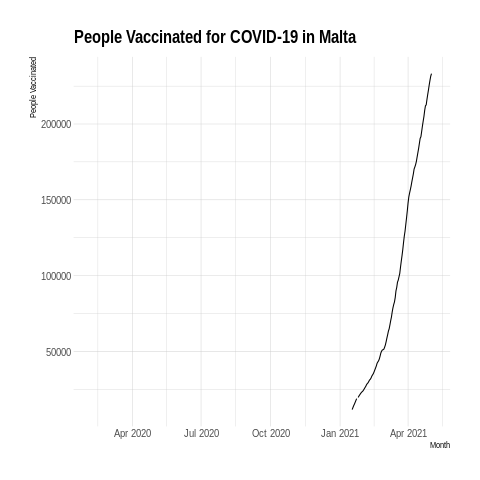 People Vaccinated for COVID-19 in Malta
People Vaccinated
200000
150000
100000
50000
Apr 2020 Jul 2020 Oct 2020 Jan 2021 Apr 2021
Month